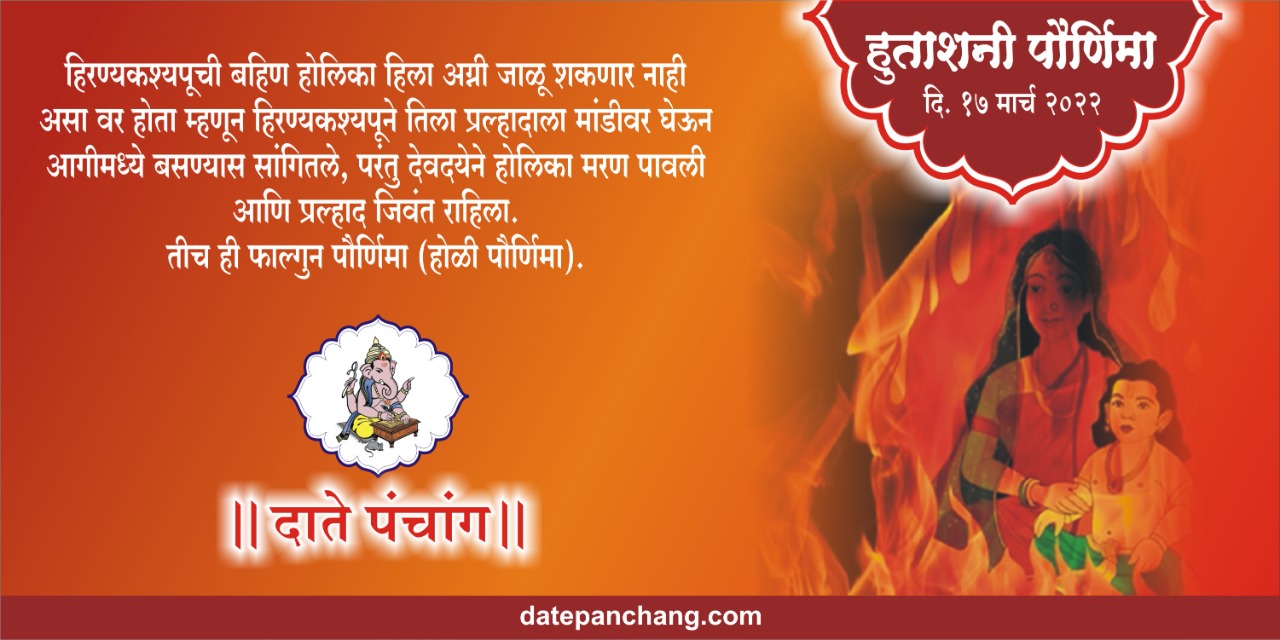 हुताशनी पौर्णिमा
दि. १७ मार्च २०२२
हिरण्यकश्यपूची बहिण होलिका हिला अग्नी जाळू शकणार नाही
असा वर होता म्हणून हिरण्यकश्यपूने तिला प्रल्हादाला मांडीवर घेऊन
आगीमध्ये बसण्यास सांगितले, परंतु देवदयेने होलिका मरण पावली
आणि प्रल्हाद जिवंत राहिला.
तीच ही फाल्गुन पौर्णिमा (होळी पौर्णिमा).
|| दाते पंचांग ||
datepanchang.com